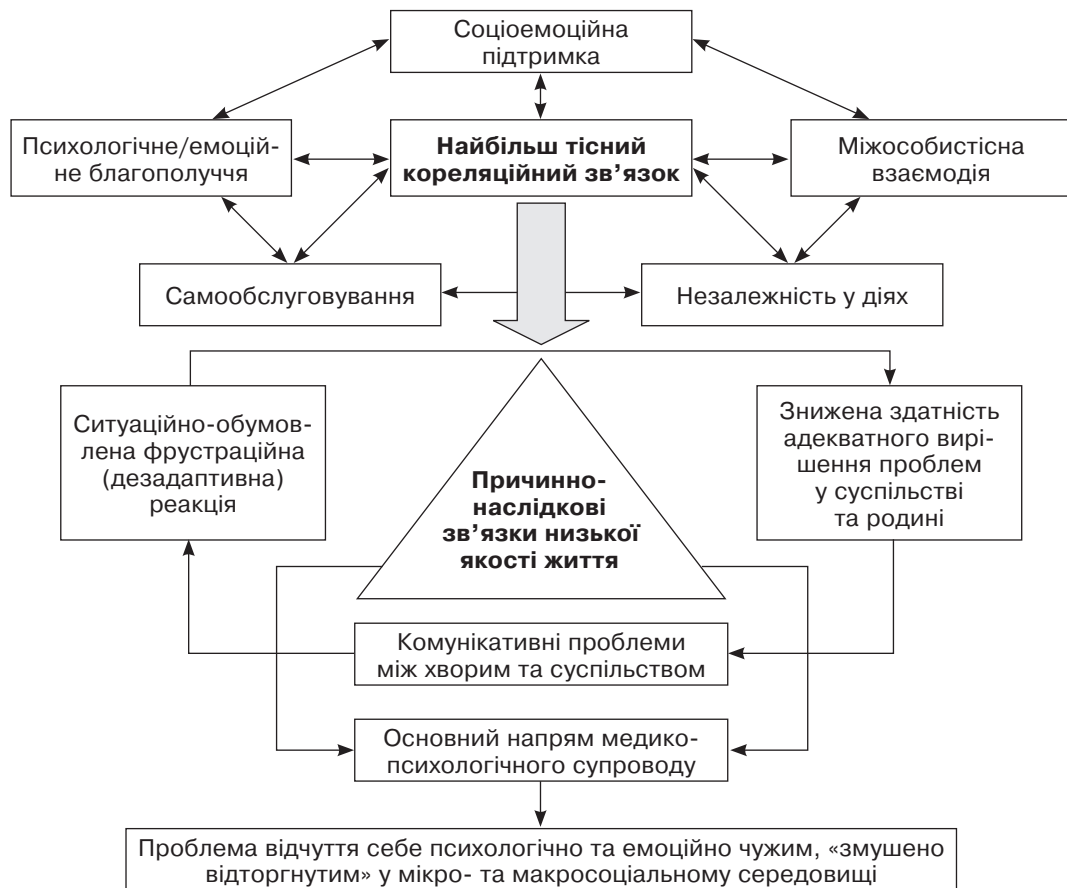 Соціоемоційна
підтримка
Психологічне/емоцій-
не благополуччя
Найбільш тісний
кореляційний зв’язок
Міжособистісна
взаємодія
Самообслуговування
Незалежність у діях
Ситуаційно-обумов-
лена фрустраційна
(дезадаптивна)
реакція
Причинно-
наслідкові
зв’язки низької
якості життя
Знижена здатність
адекватного вирі-
шення проблем
у суспільстві
та родині
Комунікативні проблеми
між хворим та суспільством
Основний напрям медико-
психологічного супроводу
Проблема відчуття себе психологічно та емоційно чужим, «змушено
відторгнутим» у мікро- та макросоціальному середовищі